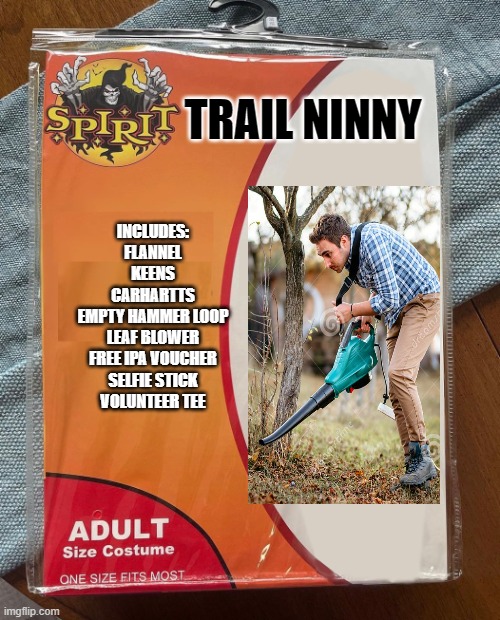 SPIRIT
TRAIL NINNY
INCLUDES:
FLANNEL
KEENS
CARHARTTS
EMPTY HAMMER LOOP
LEAF BLOWER
FREE IPA VOUCHER
SELFIE STICK
VOLUNTEER TEE
ADULT
Size Costume
ONE SIZE FITS MOST
imgflip.com